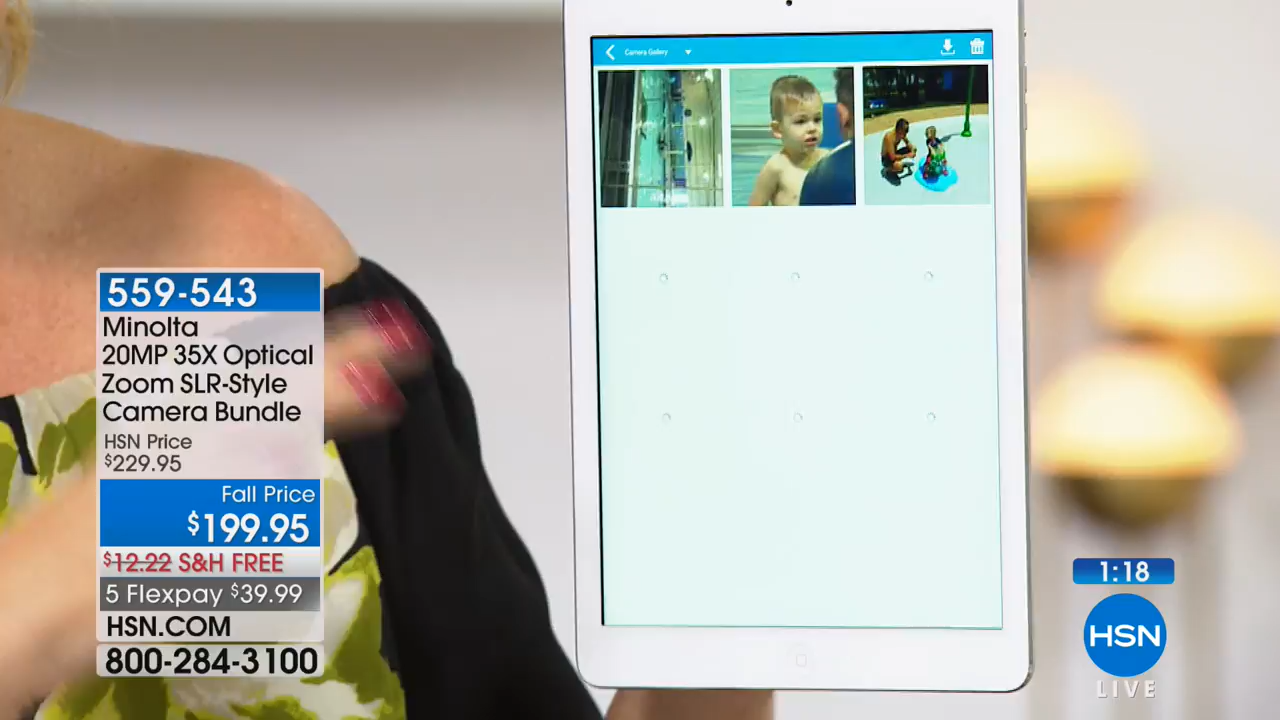 Camera Gallery
559-543
Minolta
20MP 35X Optical
Zoom SLR-Style
Camera Bundle
HSN Price
$229.95
Fall Price
$199.95
$12.22 S&H FREE
5 Flexpay $39.99
HSN.COM
800-284-3100
1:18
HSN
LIVE